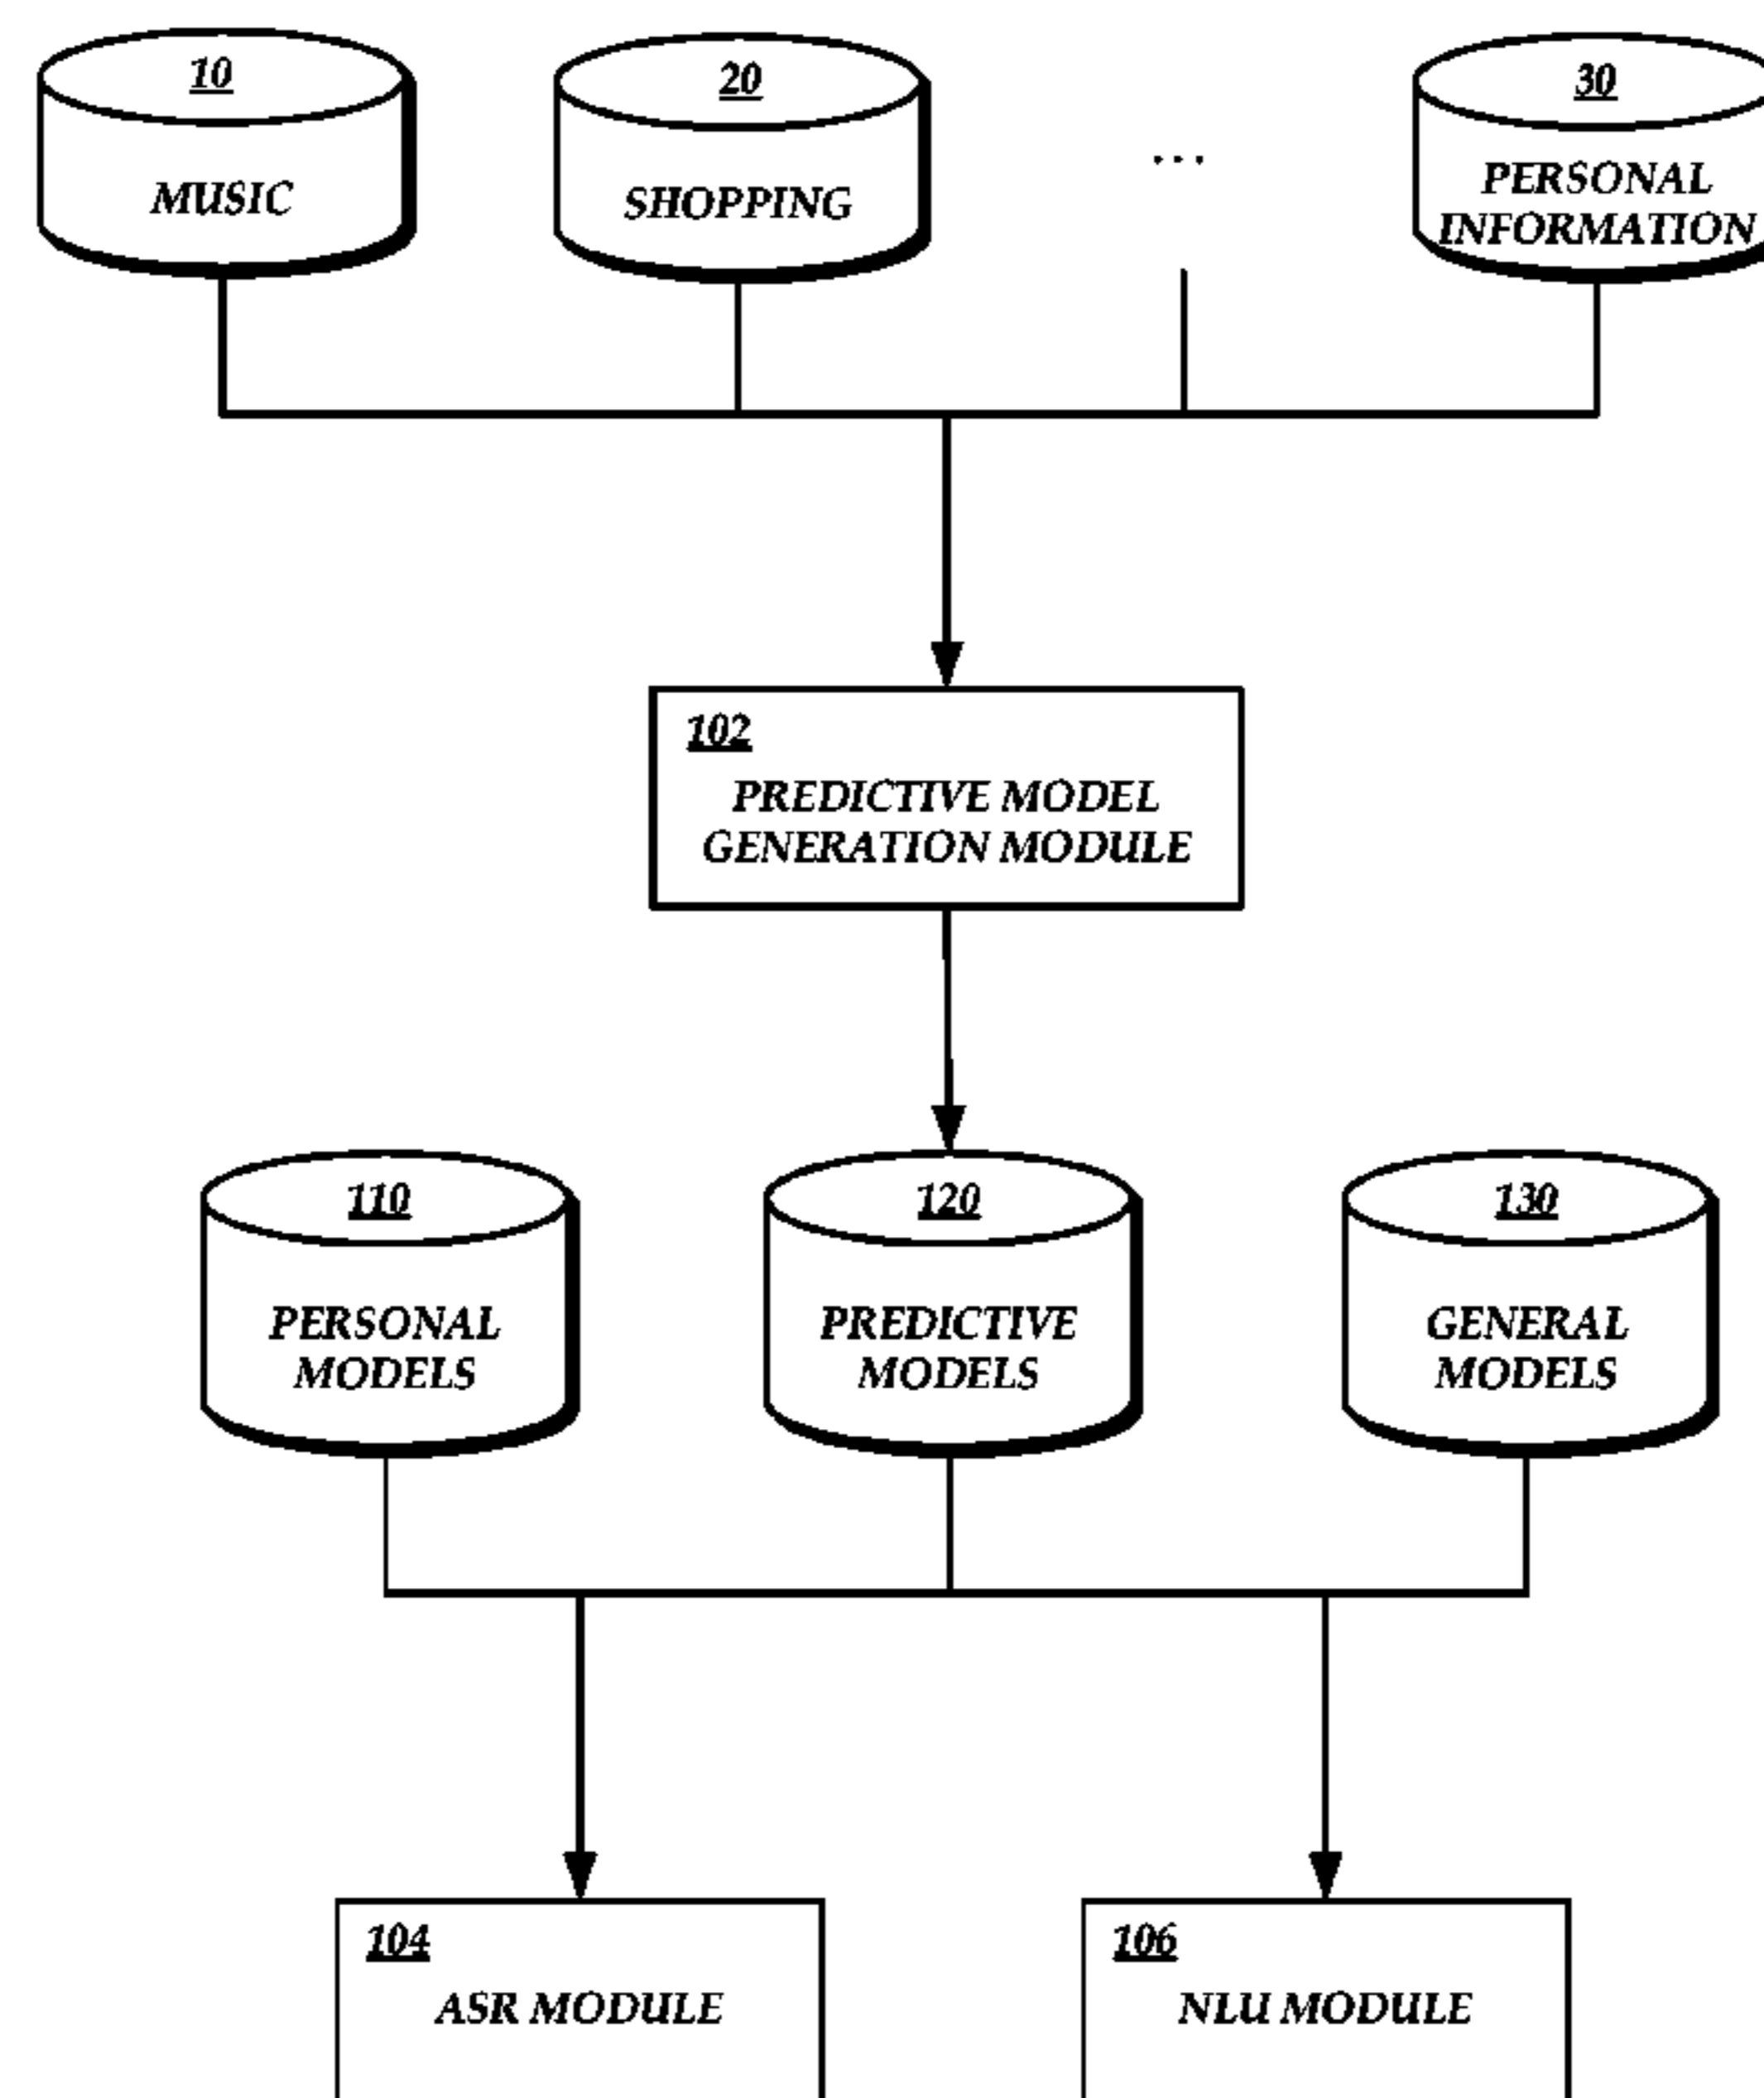 10
MUSIC
20
SHOPPING
...
30
PERSONAL
INFORMATION
102
PREDICTIVE MODEL
GENERATION MODULE
110
PERSONAL
MODELS
120
PREDICTIVE
MODELS
130
GENERAL
MODELS
104
ASR MODULE
106
NLU MODULE